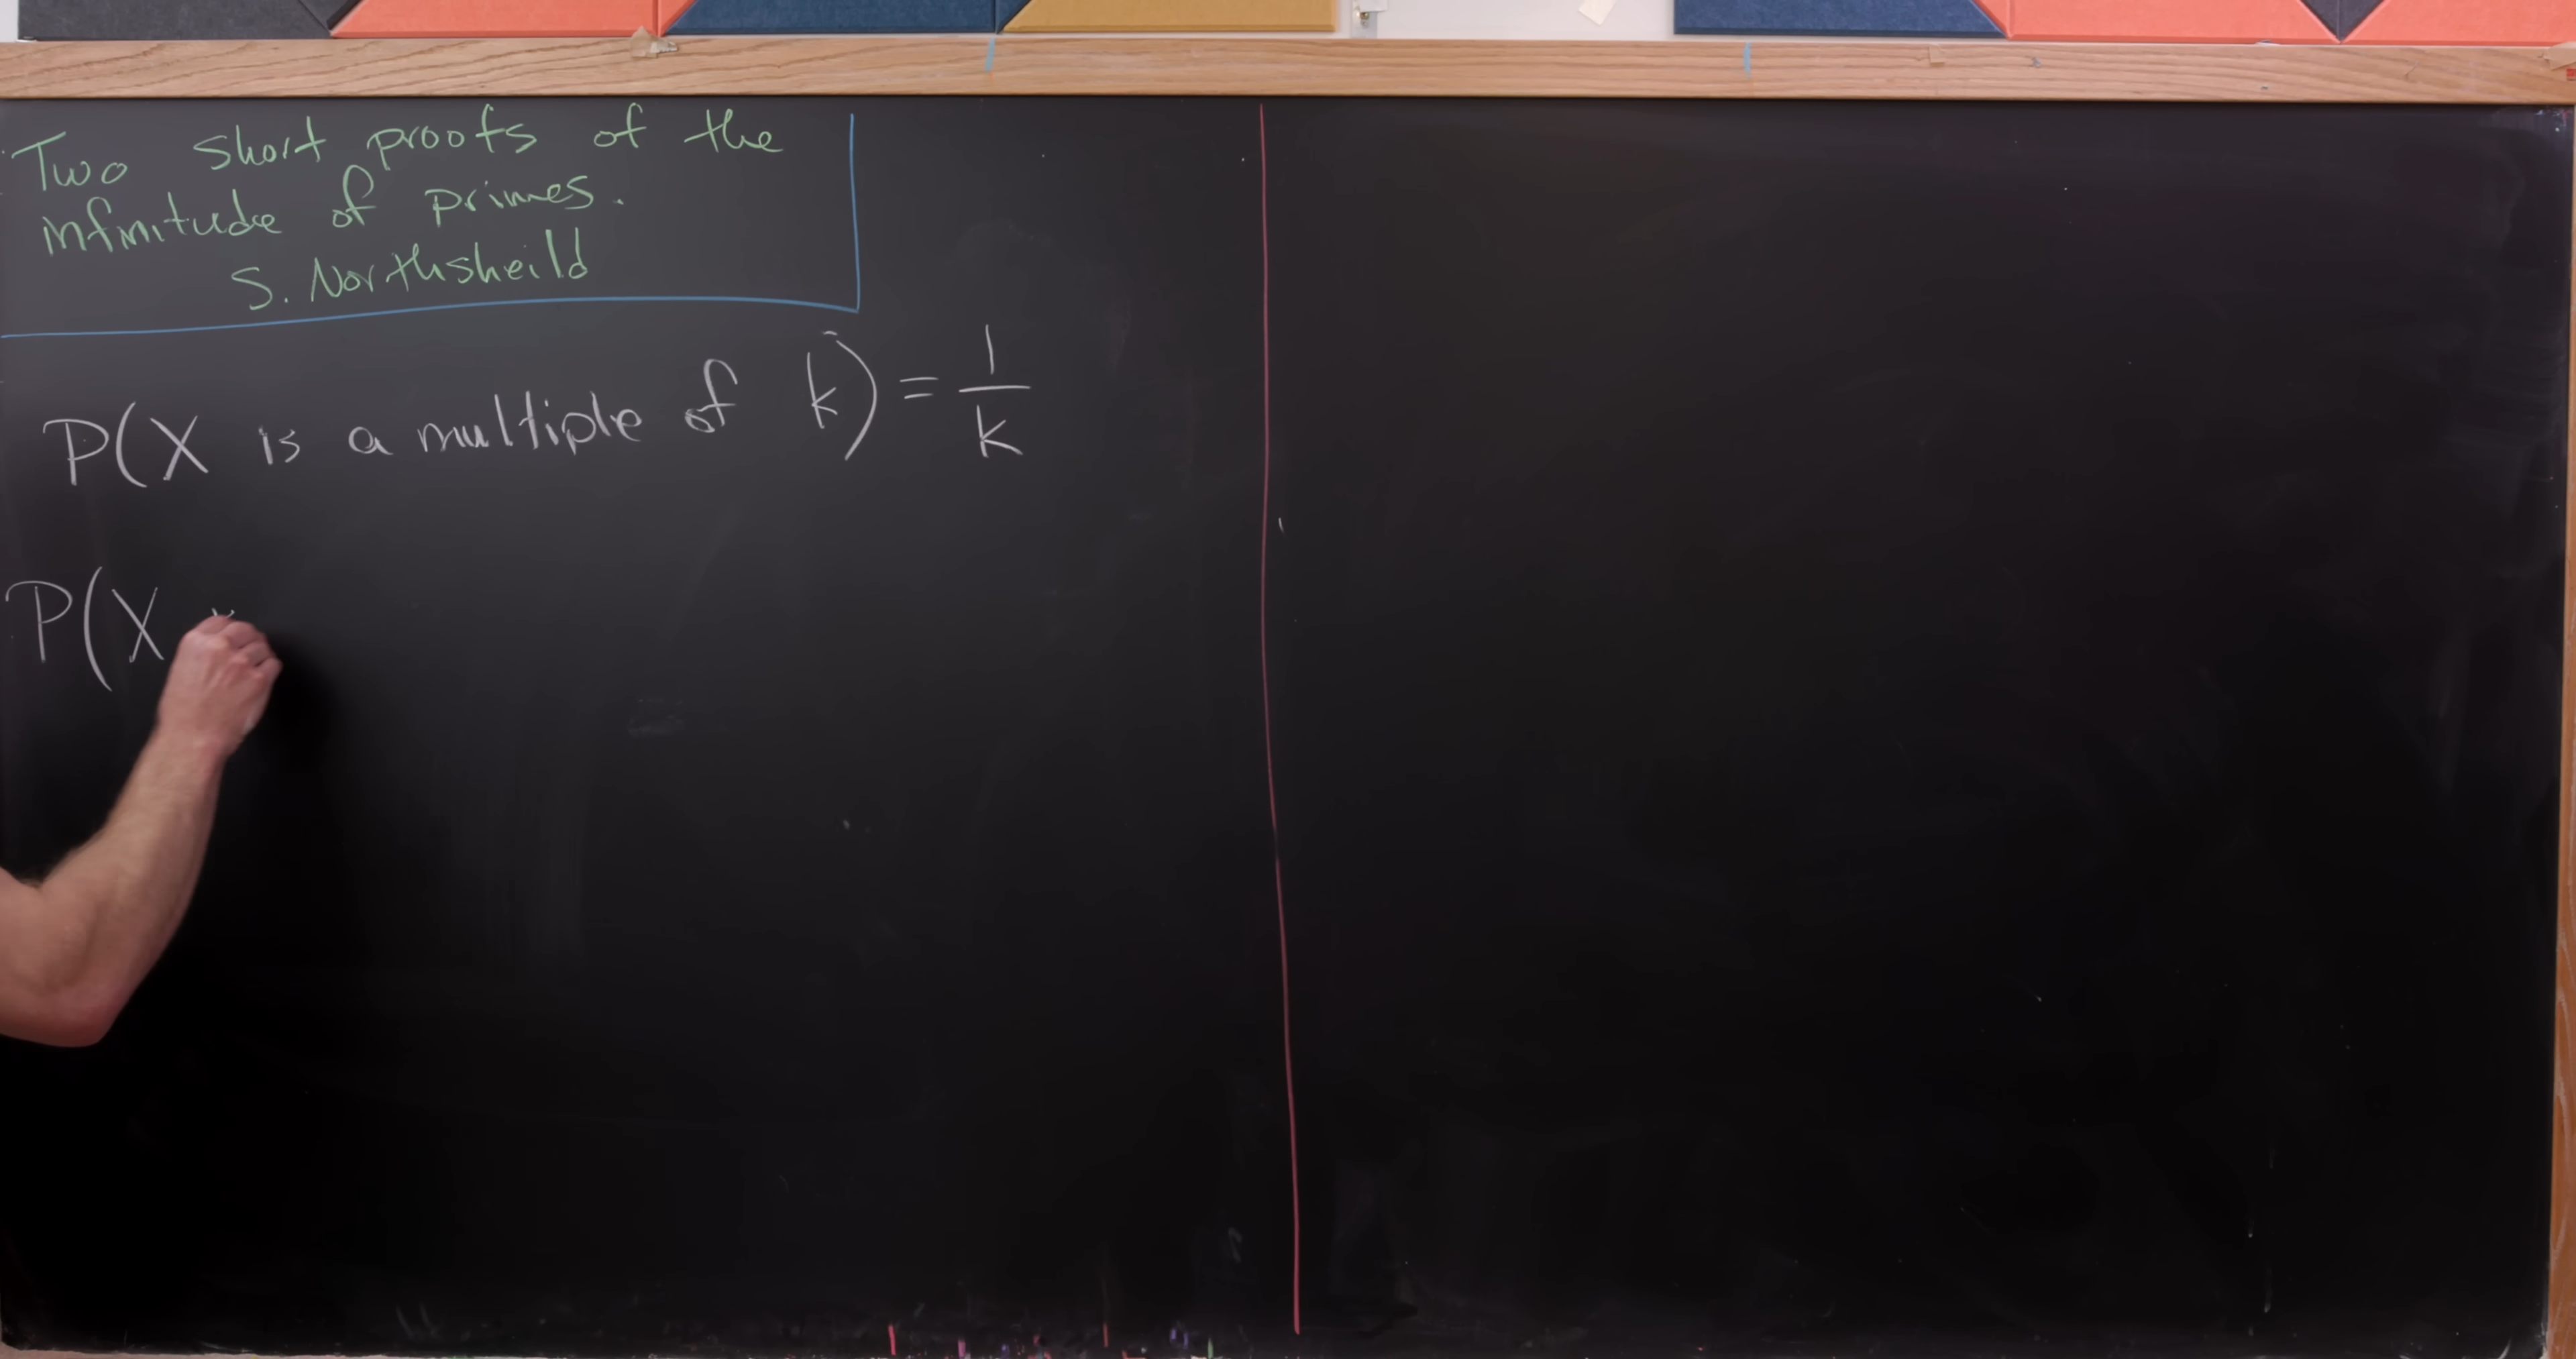 Two short proofs of the
infinitude of primes.
S. Northsheild
P(X is a multiple of k) = 1/k
P(X